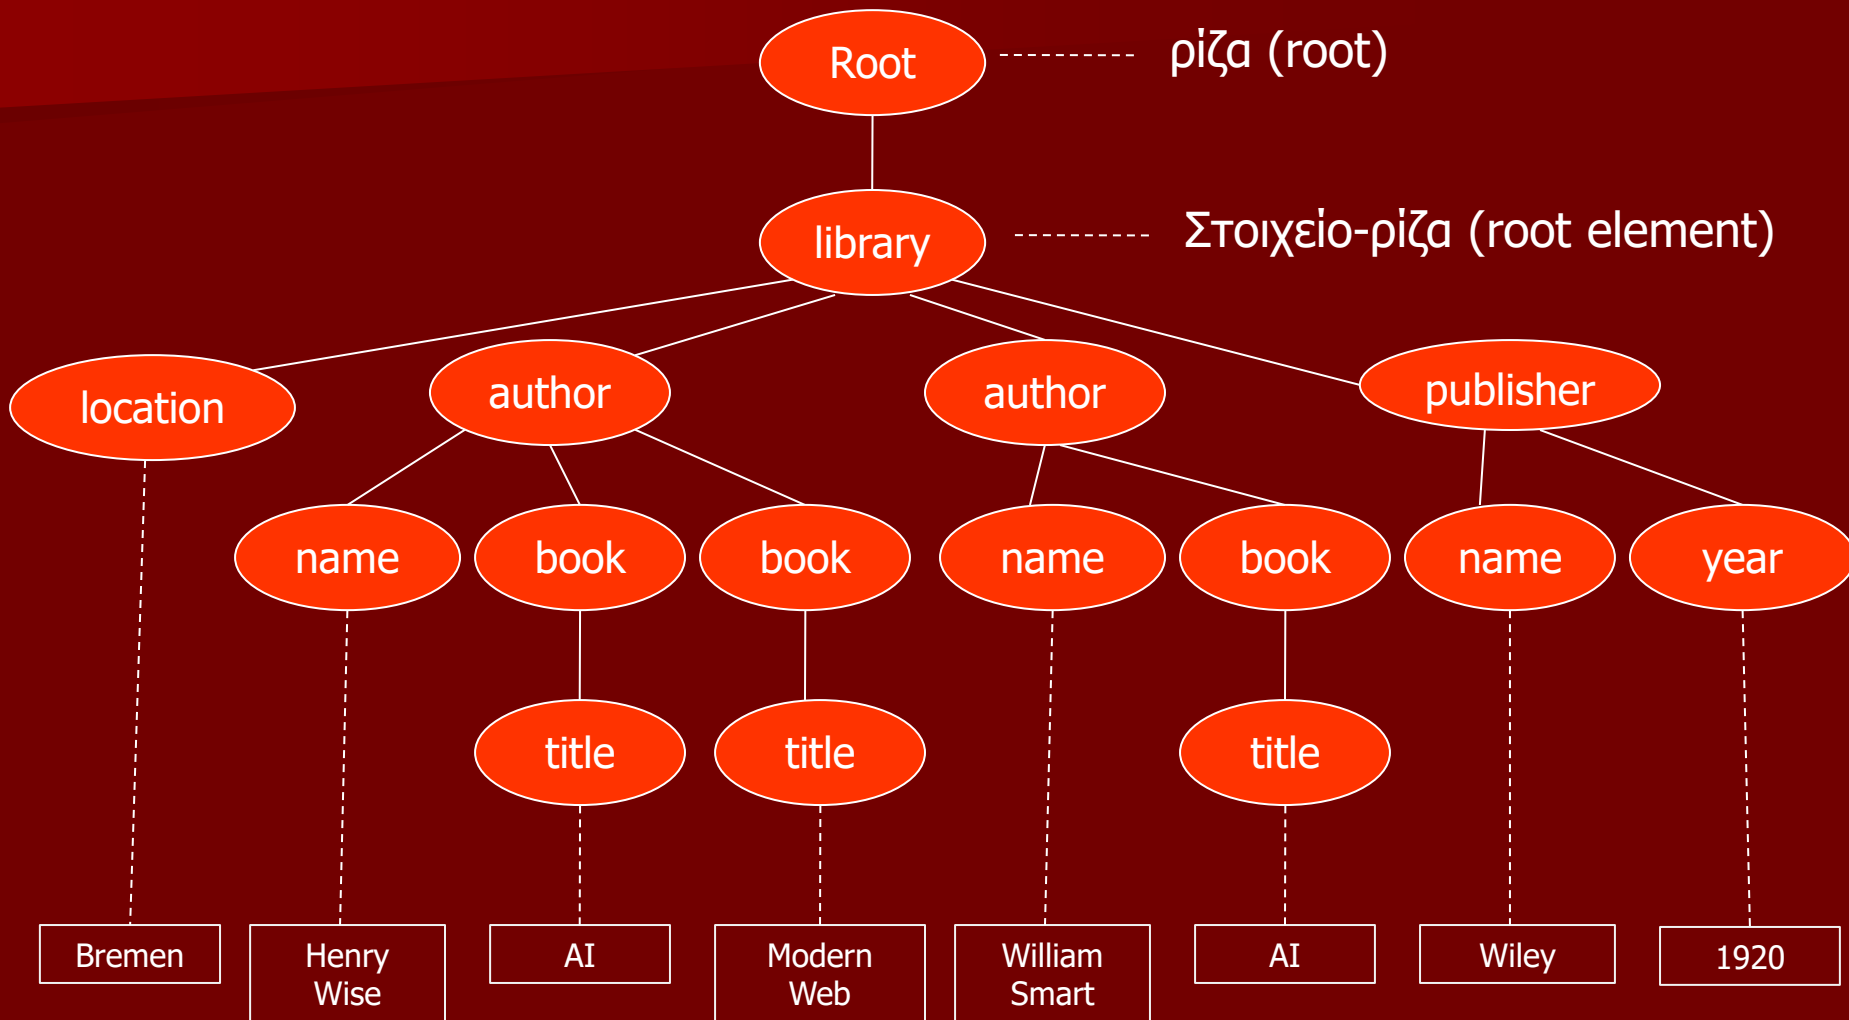 Root
ρίζα (root)
library
Στοιχείο-ρίζα (root element)
location
author
author
publisher
name
book
book
name
book
name
year
title
title
title
Bremen
Henry
Wise
AI
Modern
Web
William
Smart
AI
Wiley
1920